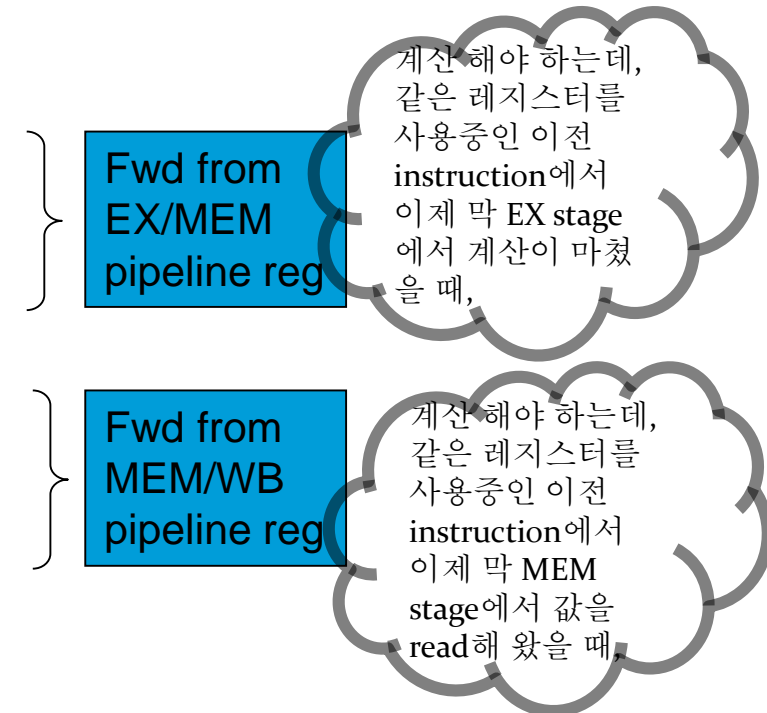 계산 해야 하는데,
같은 레지스터를
사용중인 이전
instruction에서
이제 막 EX stage
에서 계산이 마쳤
을 때,
Fwd from
EX/MEM
pipeline reg
계산 해야 하는데,
같은 레지스터를
사용중인 이전
instruction에서
이제 막 MEM
stage에서 값을
read해 왔을 때,
Fwd from
MEM/WB
pipeline reg